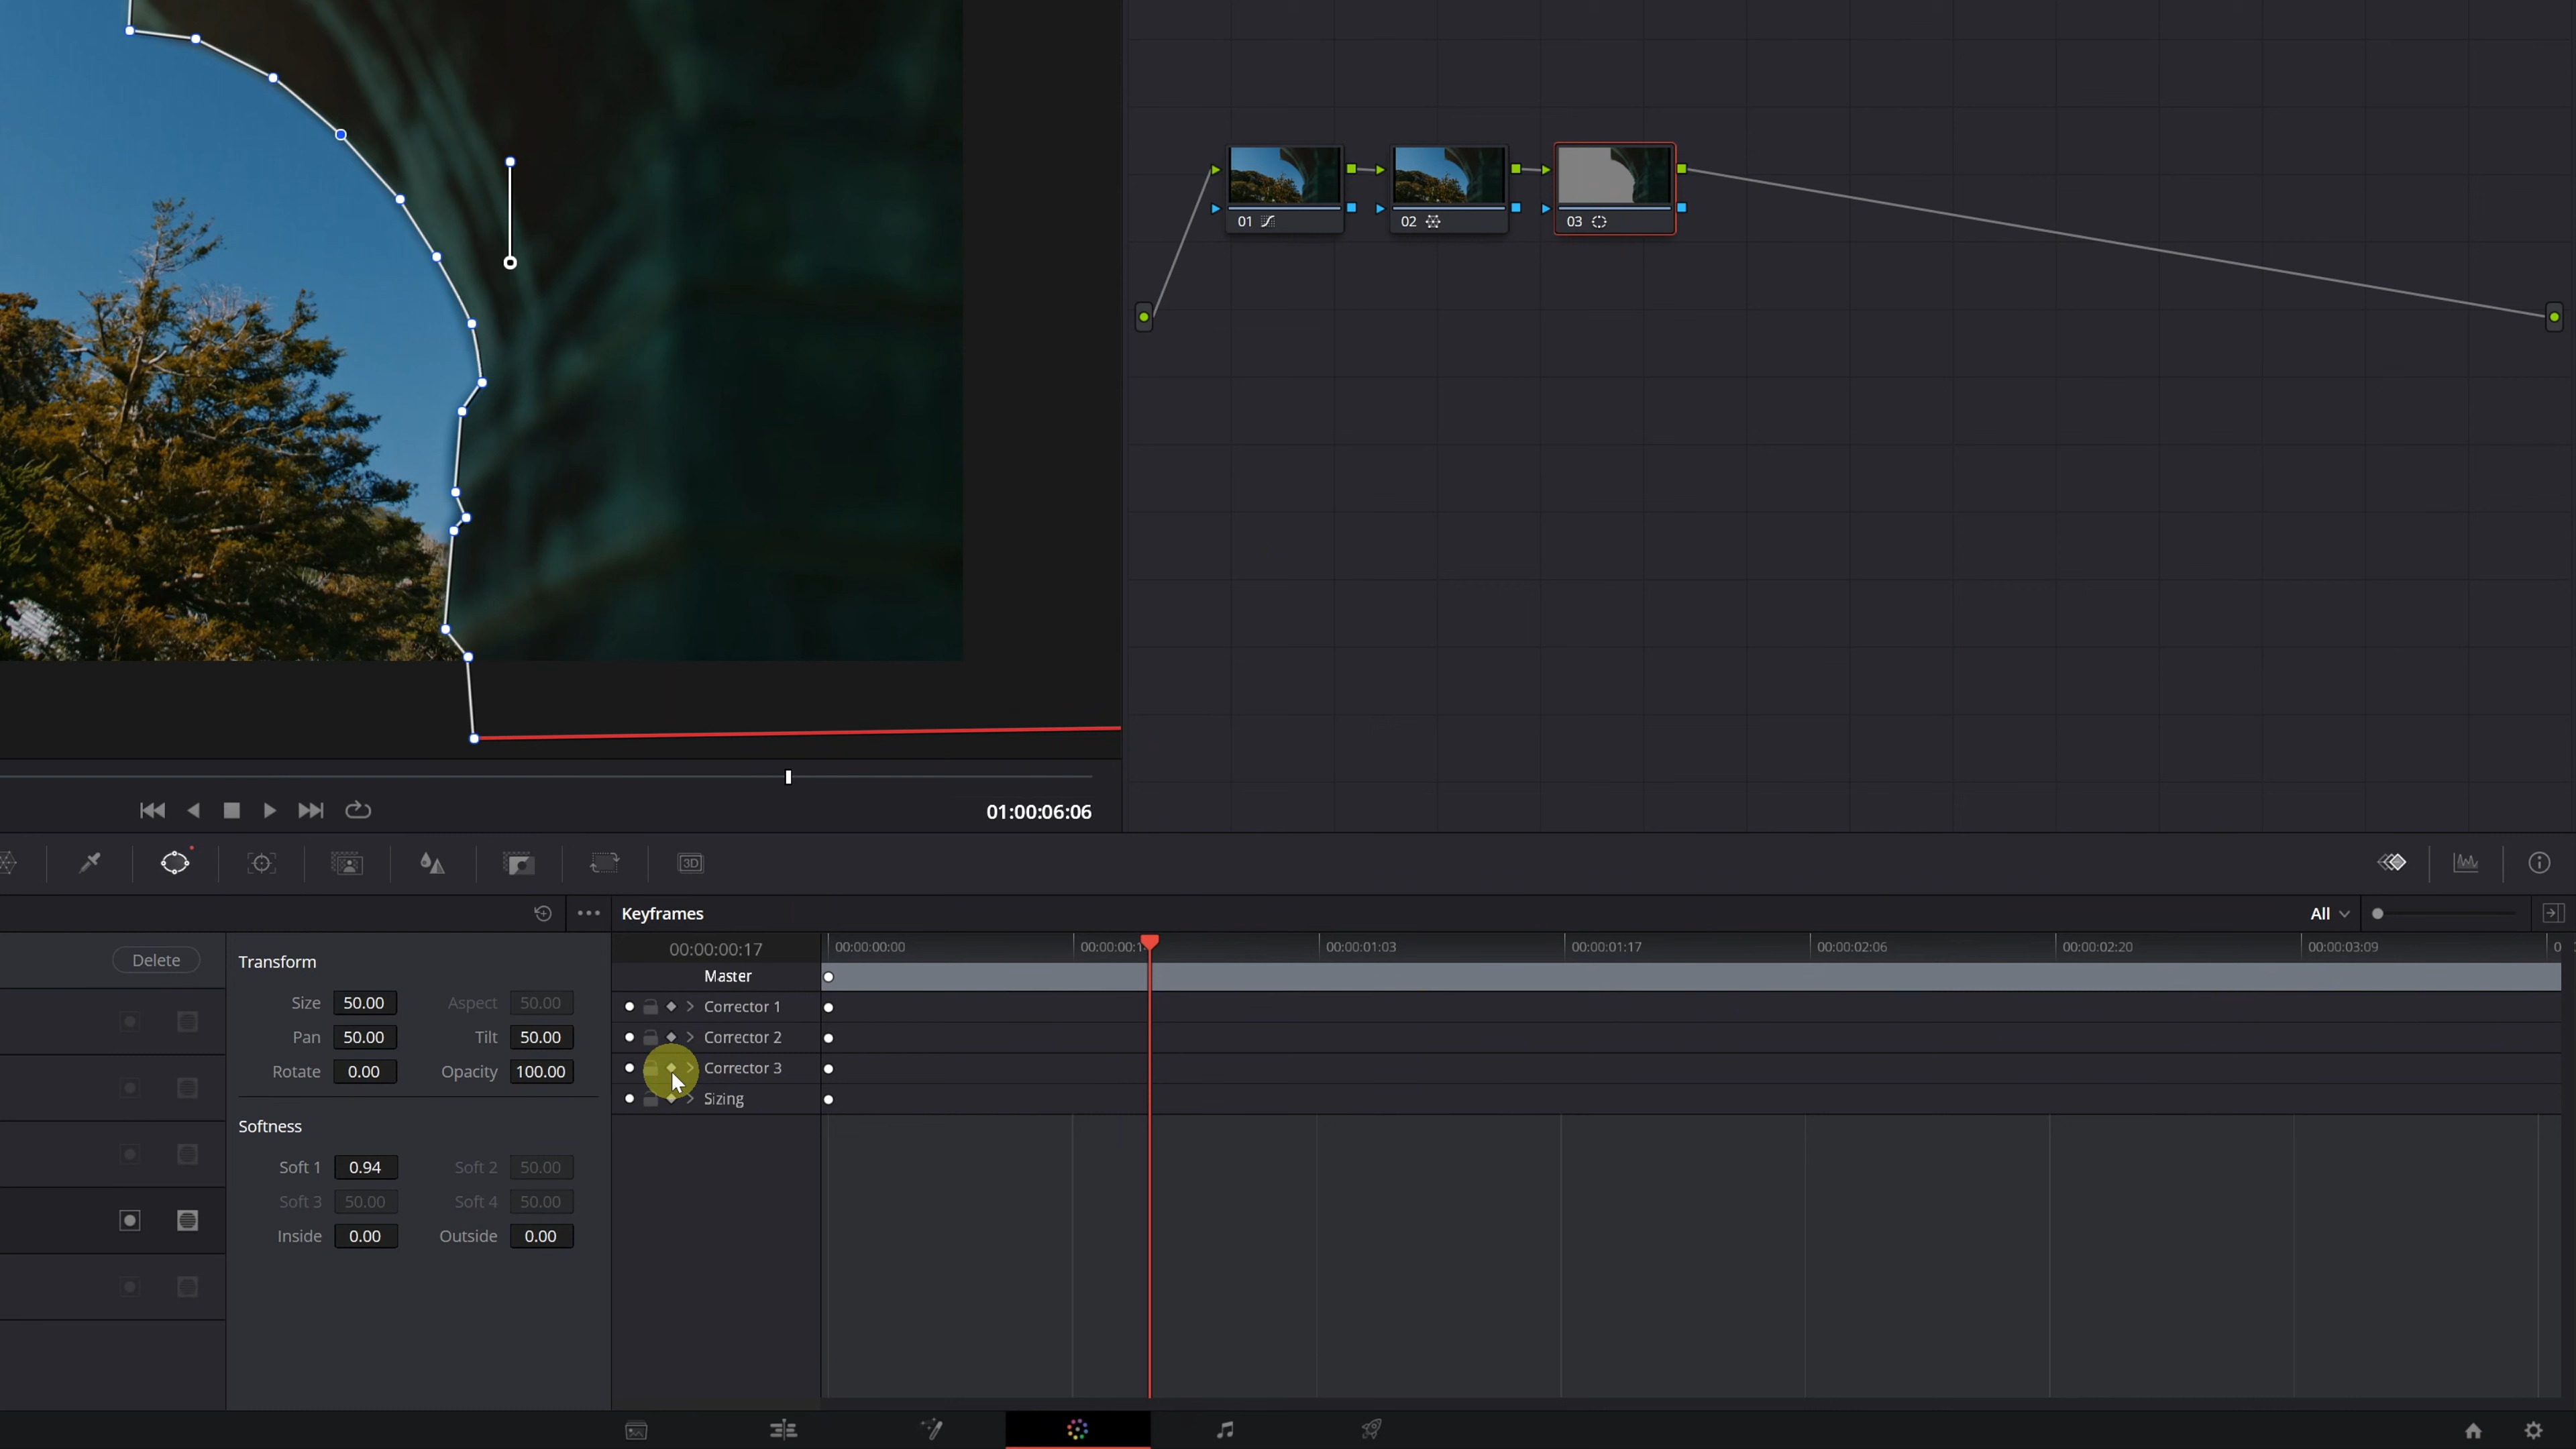 01
02
03
01:00:06:06
3D
Keyframes
All
Delete
Transform
00:00:00:17
00:00:00:00
00:00:01:03
00:00:01:17
00:00:02:06
00:00:02:20
00:00:03:09
Master
Size 50.00 Aspect 50.00
Corrector 1
Pan 50.00 Tilt 50.00
Corrector 2
Rotate 0.00 Opacity 100.00
Corrector 3
Sizing
Softness
Soft 1 0.94 Soft 2 50.00
Soft 3 50.00 Soft 4 50.00
Inside 0.00 Outside 0.00